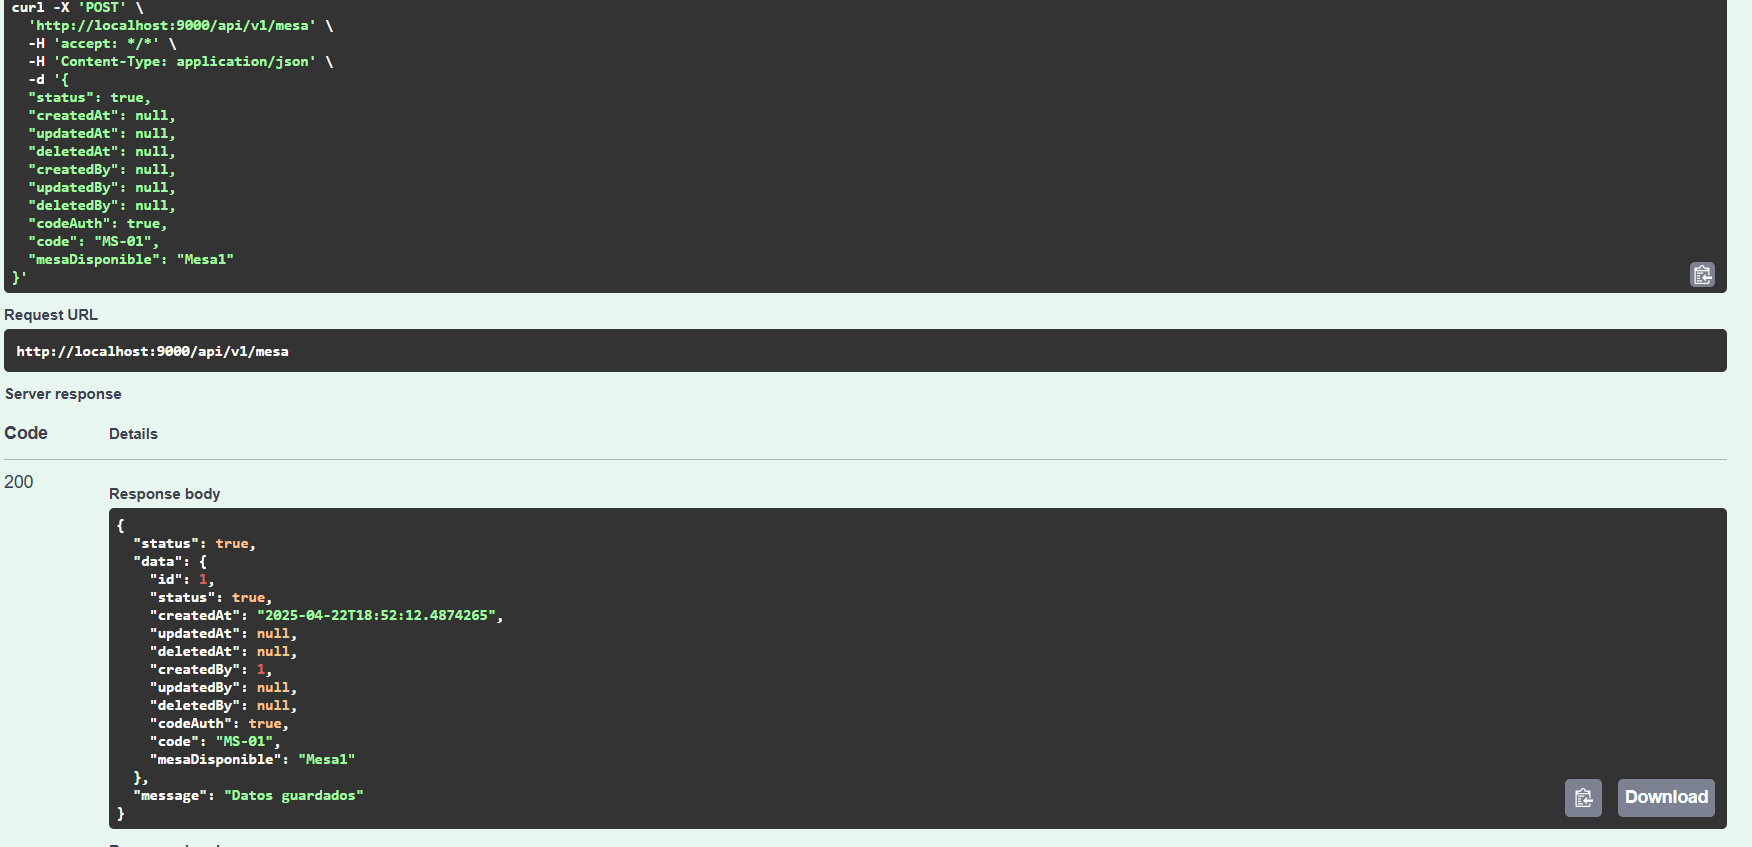 curl -X 'POST' \
  'http://localhost:9000/api/v1/mesa' \
  -H 'accept: */*' \
  -H 'Content-Type: application/json' \
  -d '{
  "status": true,
  "createdAt": null,
  "updatedAt": null,
  "deletedAt": null,
  "createdBy": null,
  "updatedBy": null,
  "deletedBy": null,
  "codeAuth": true,
  "code": "MS-01",
  "mesaDisponible": "Mesa1"
}'
Request URL
http://localhost:9000/api/v1/mesa
Server response
Code Details
200
Response body
{
  "status": true,
  "data": {
    "id": 1,
    "status": true,
    "createdAt": "2025-04-22T18:52:12.4874265",
    "updatedAt": null,
    "deletedAt": null,
    "createdBy": 1,
    "updatedBy": null,
    "deletedBy": null,
    "codeAuth": true,
    "code": "MS-01",
    "mesaDisponible": "Mesa1"
  },
  "message": "Datos guardados"
}
Download